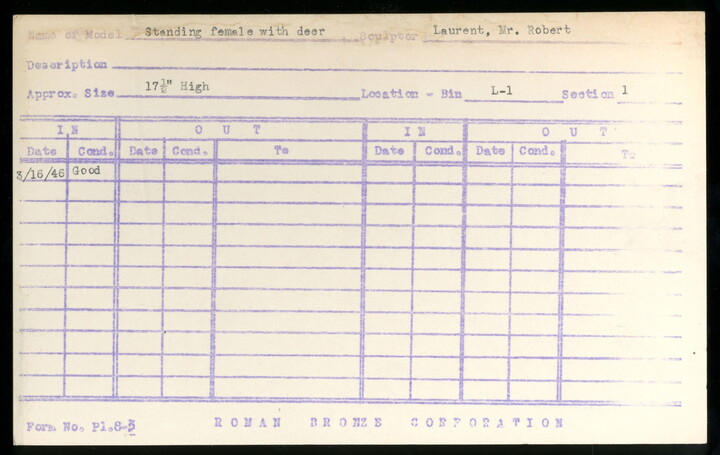 Name of Model Standing female with deer Sculptor Laurent, Mr. Robert
Description
Approx. Size 17½" High Location - Bin L-1 Section 1
IN OUT IN OUT
Date Cond. Date Cond. To Date Cond. Date Cond. To
3/16/46 Good
Form. No. Pl.8-3 ROMAN BRONZE CORPORATION